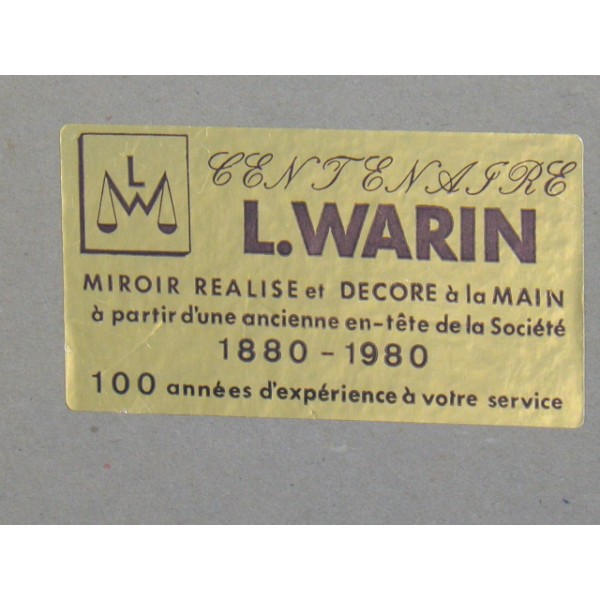 LW
CENTENAIRE
L.WARIN
MIROIR REALISE et DECORE à la MAIN
à partir d'une ancienne en-tête de la Société
1880 - 1980
100 années d'expérience à votre service